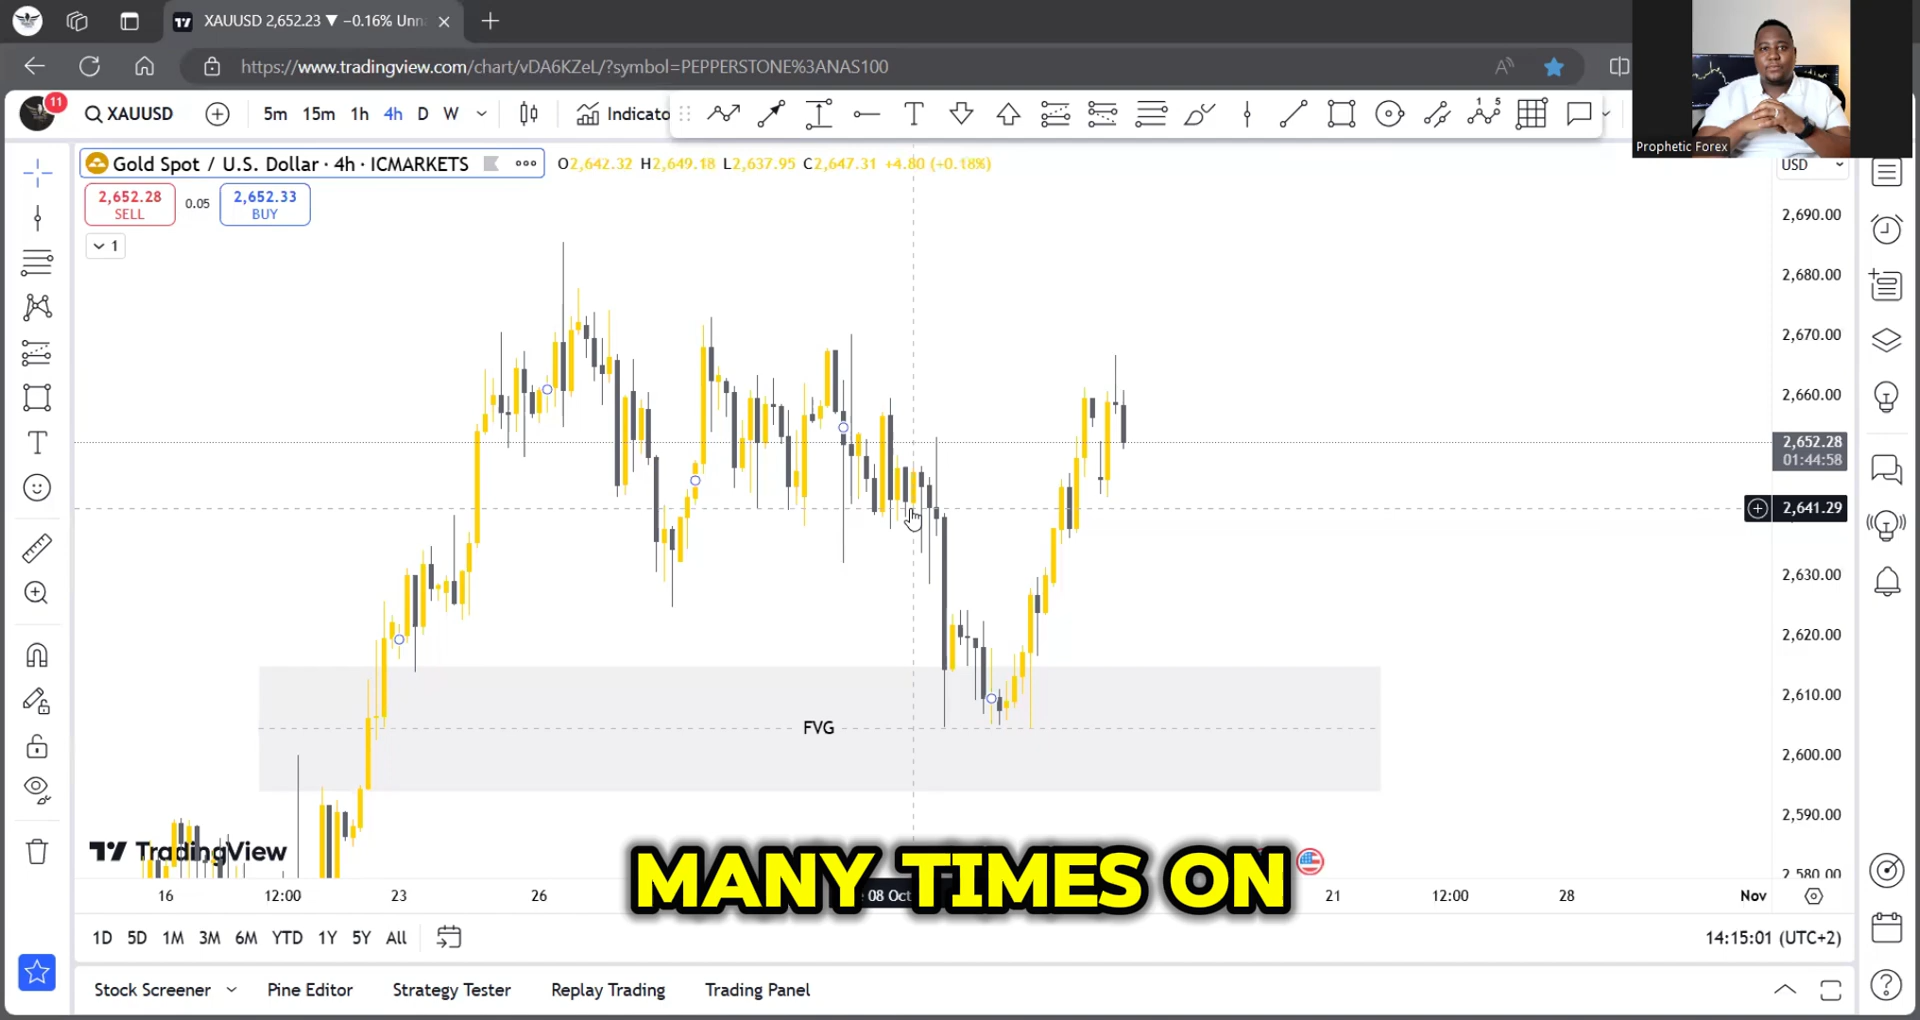 XAUUSD 2,652.23 ▼ −0.16% Unn
https://www.tradingview.com/chart/vDA6KZeL/?symbol=PEPPERSTONE%3ANAS100
Prophetic Forex
11
XAUUSD 5m 15m 1h 4h D W Indicato
Gold Spot / U.S. Dollar · 4h · ICMARKETS O2,642.32 H2,649.18 L2,637.95 C2,647.31 +4.80 (+0.18%)
USD
2,652.28 SELL 0.05 2,652.33 BUY
1
2,690.00
2,680.00
2,670.00
2,660.00
2,652.28
01:44:58
2,641.29
2,630.00
2,620.00
2,610.00
FVG
2,600.00
2,590.00
2,580.00
TradingView
MANY TIMES ON
16 12:00 23 26 08 Oct 21 12:00 28 Nov
1D 5D 1M 3M 6M YTD 1Y 5Y All 14:15:01 (UTC+2)
Stock Screener Pine Editor Strategy Tester Replay Trading Trading Panel